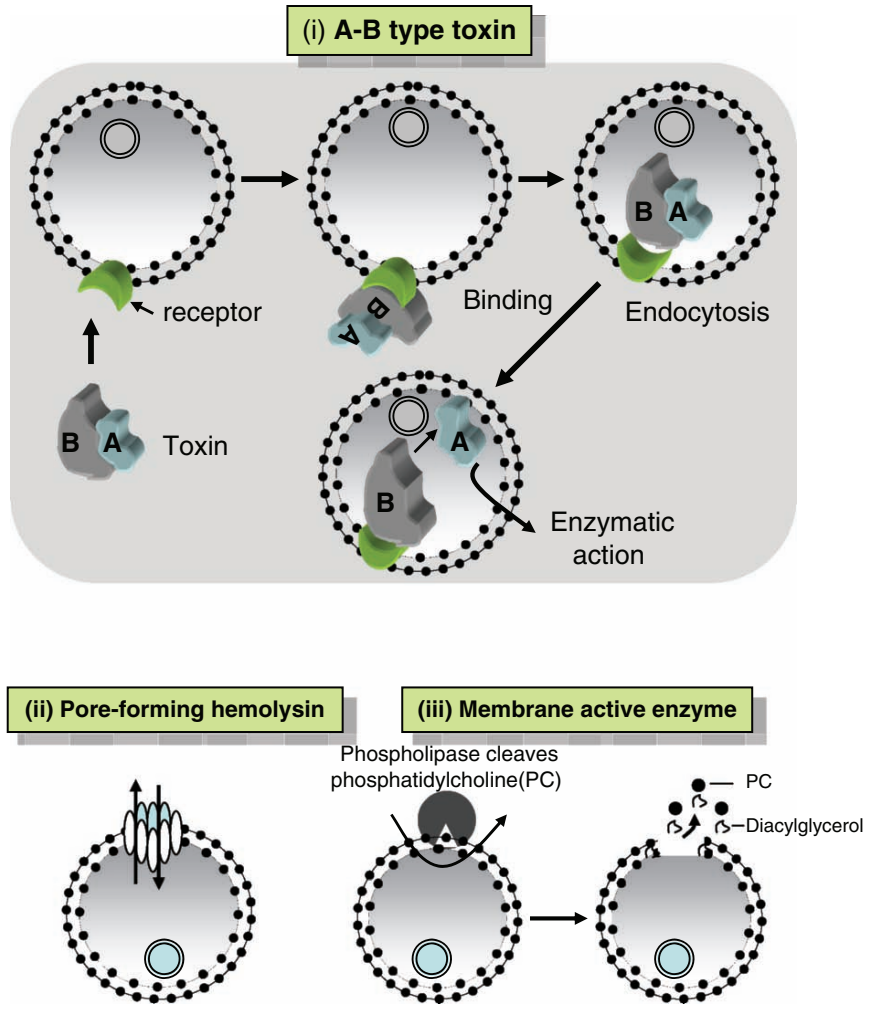 (i) A-B type toxin
receptor
Binding
Endocytosis
B
A
B
A
B A
Toxin
A
B
Enzymatic
action
(ii) Pore-forming hemolysin
(iii) Membrane active enzyme
Phospholipase cleaves
phosphatidylcholine(PC)
PC
Diacylglycerol